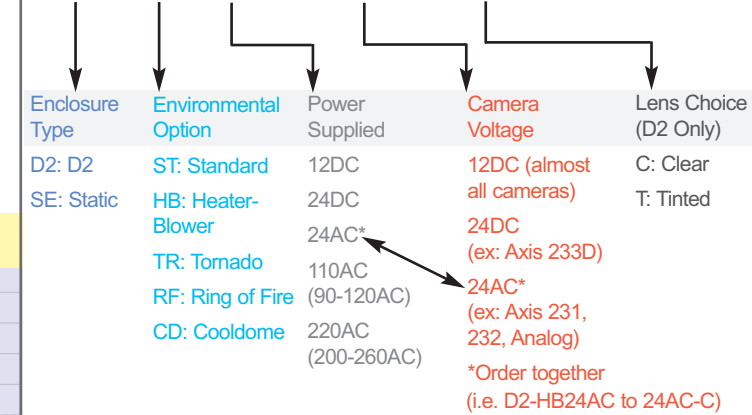 Enclosure
Type
D2: D2
SE: Static
Environmental
Option
ST: Standard
HB: Heater-
Blower
TR: Tornado
RF: Ring of Fire
CD: Cooldome
Power
Supplied
12DC
24DC
24AC*
110AC
(90-120AC)
220AC
(200-260AC)
Camera
Voltage
12DC (almost
all cameras)
24DC
(ex: Axis 233D)
24AC*
(ex: Axis 231,
232, Analog)
*Order together
(i.e. D2-HB24AC to 24AC-C)
Lens Choice
(D2 Only)
C: Clear
T: Tinted